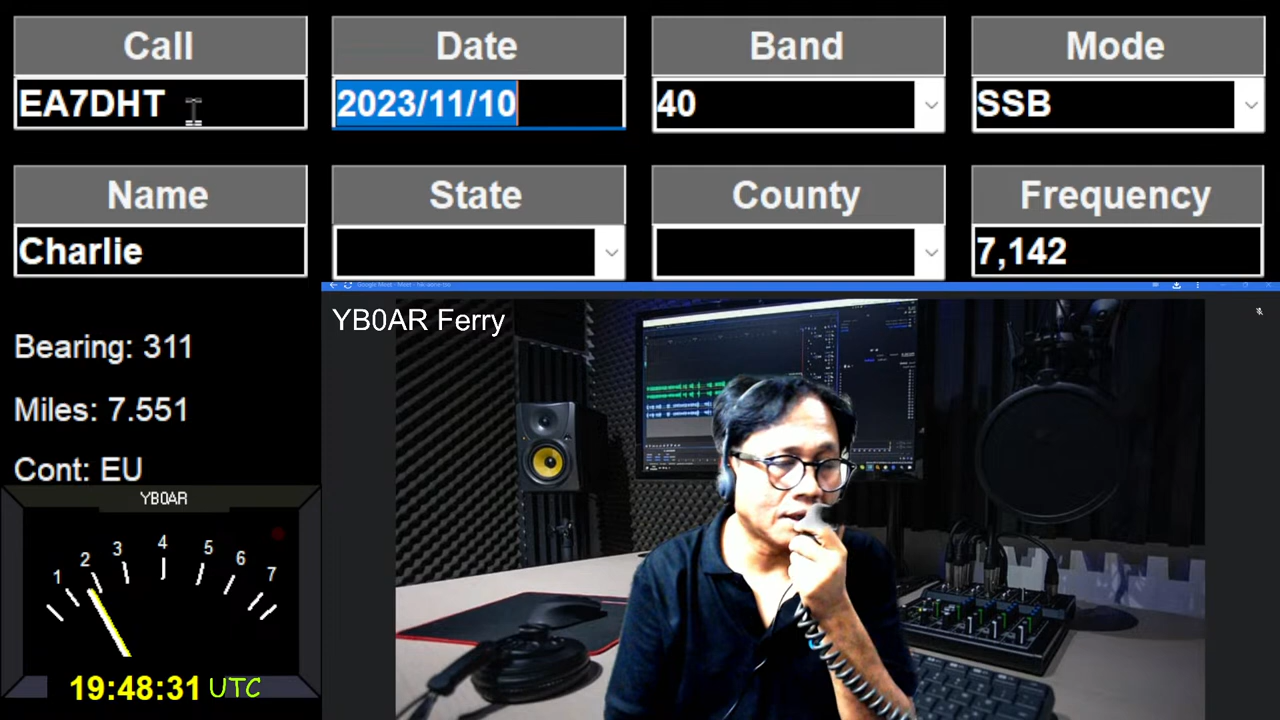 Call Date Band Mode
EA7DHT 2023/11/10 40 SSB
Name State County Frequency
Charlie 7,142
YB0AR Ferry
Bearing: 311
Miles: 7.551
Cont: EU
YB0AR
1 2 3 4 5 6 7
19:48:31 UTC